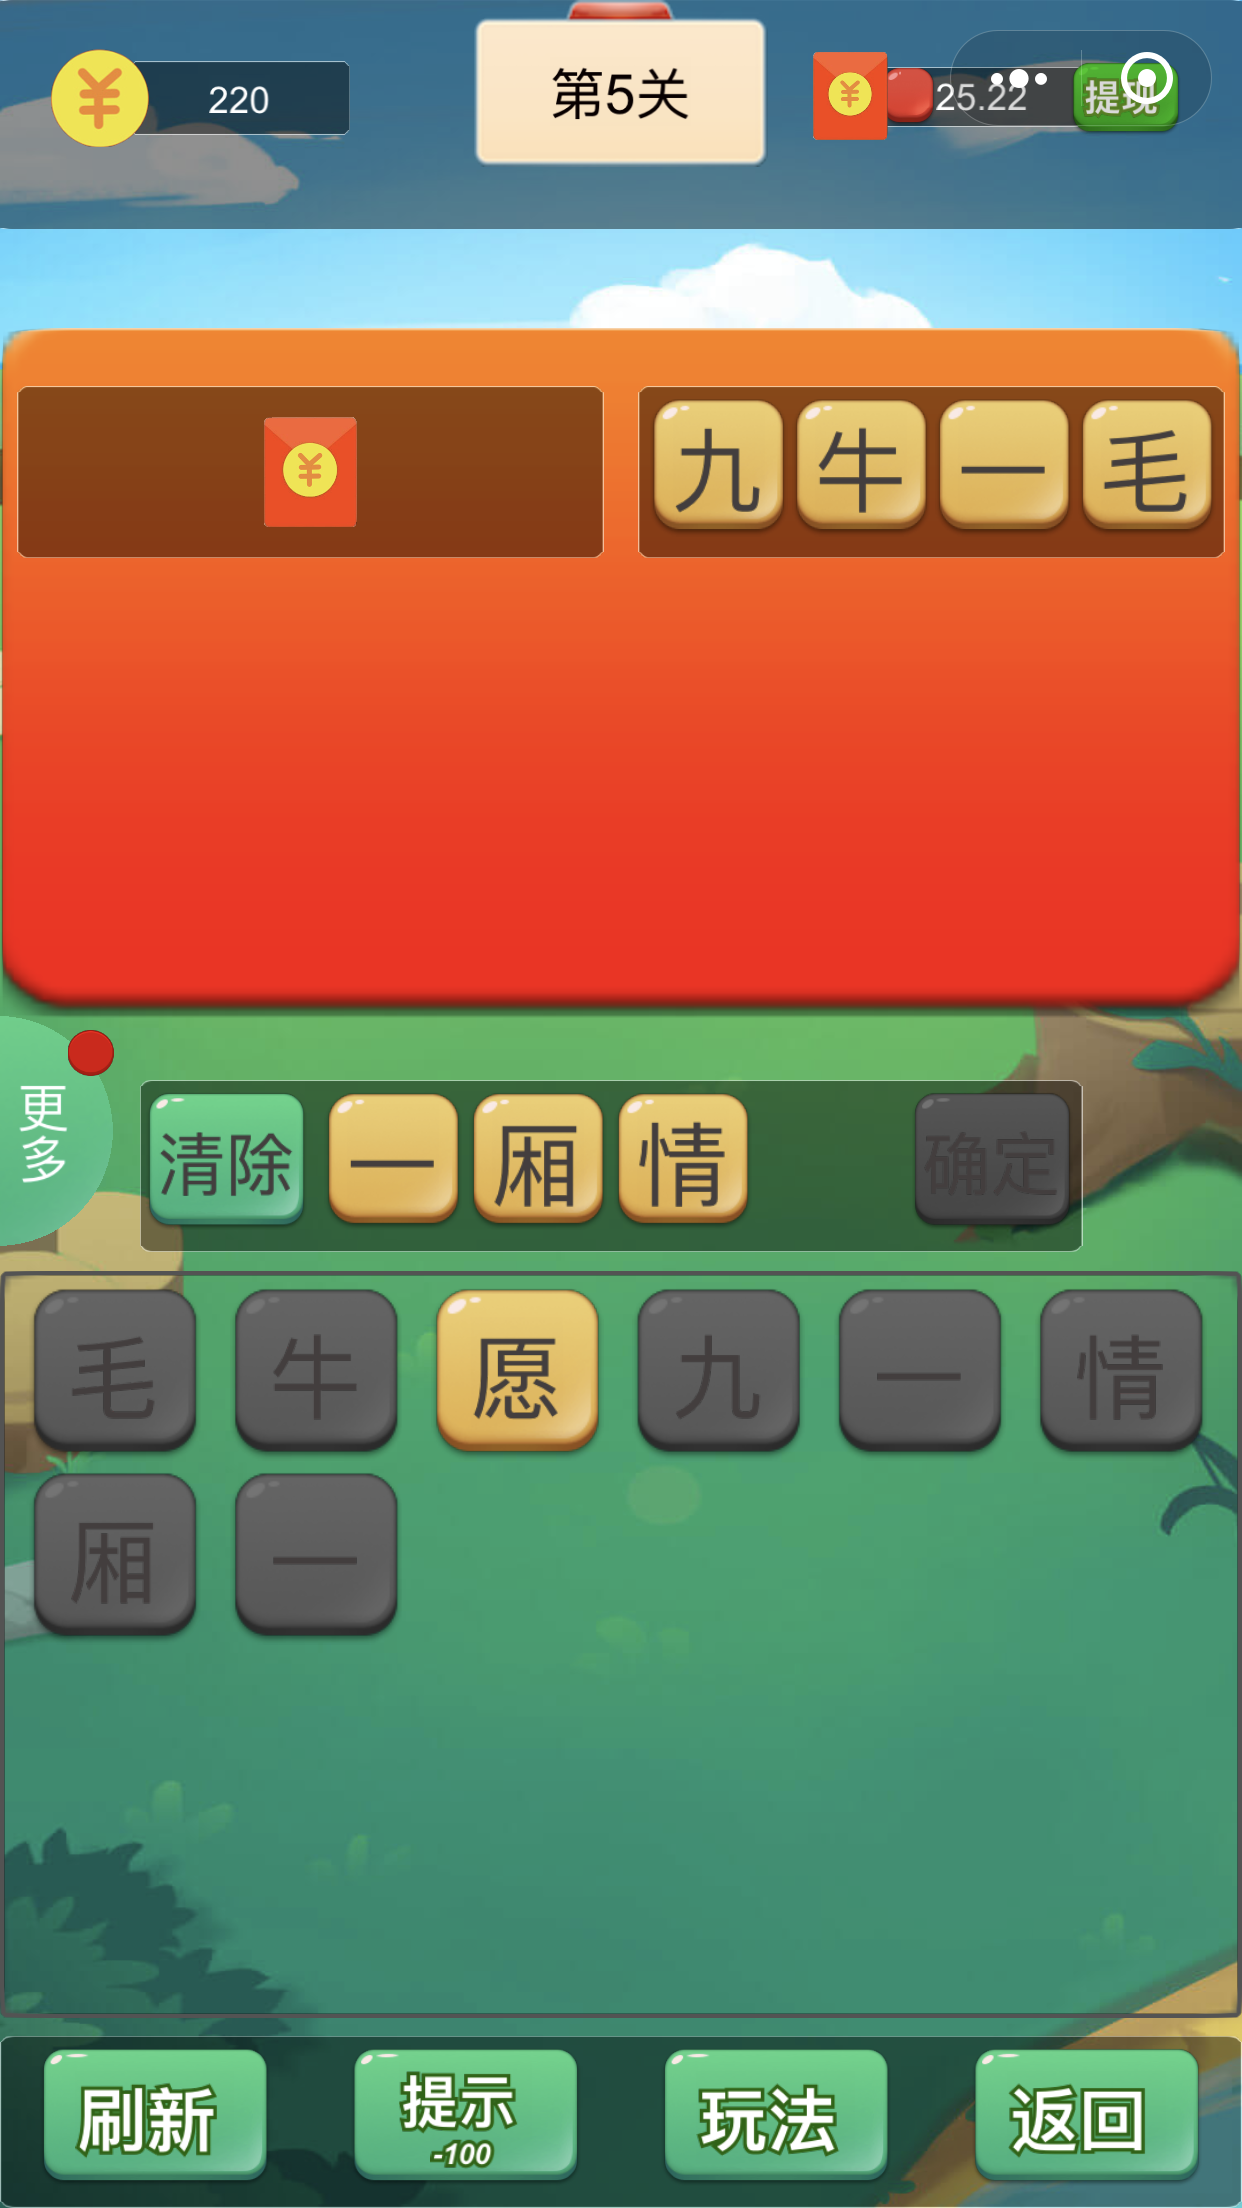 220
第5关
25.22
提现
九牛一毛
更多
清除
一厢情
确定
毛牛愿九一情
厢一
刷新
提示
-100
玩法
返回